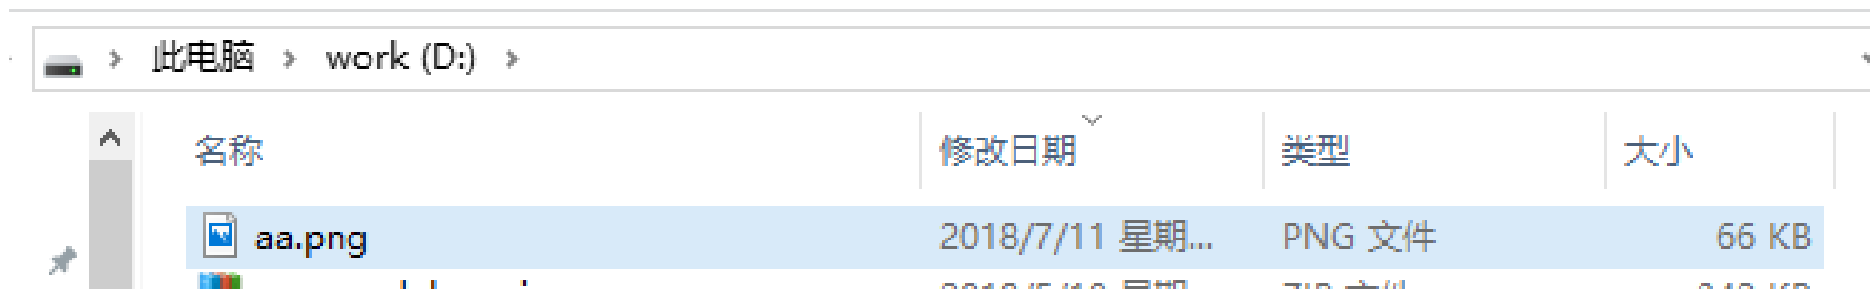 此电脑 > work (D:) >
名称 修改日期 类型 大小
aa.png 2018/7/11 星期... PNG 文件 66 KB